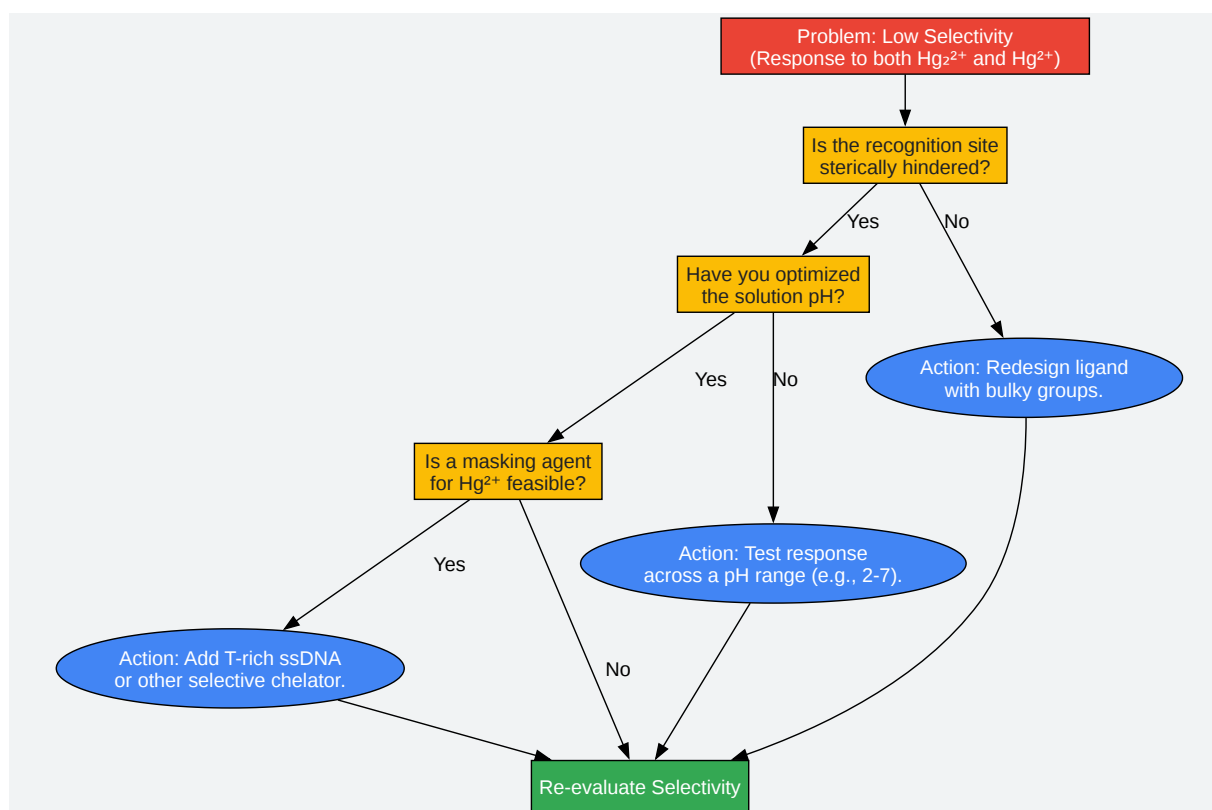 Problem: Low Selectivity
(Response to both Hg₂²⁺ and Hg²⁺)
Is the recognition site
sterically hindered?
Yes
No
Have you optimized
the solution pH?
Action: Redesign ligand
with bulky groups.
Yes
No
Is a masking agent
for Hg²⁺ feasible?
Action: Test response
across a pH range (e.g., 2-7).
Yes
No
Action: Add T-rich ssDNA
or other selective chelator.
Re-evaluate Selectivity